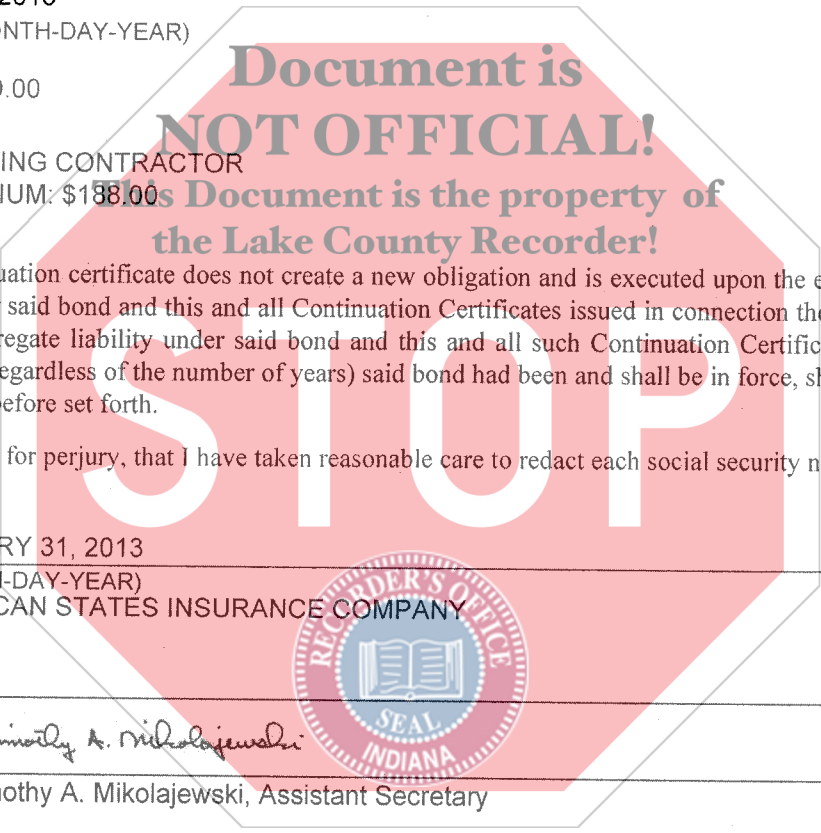 NTH-DAY-YEAR)
Document is
.00
NOT OFFICIAL!
ING CONTRACTOR
IUM: $188.00
This Document is the property of
the Lake County Recorder!
uation certificate does not create a new obligation and is executed upon the e
said bond and this and all Continuation Certificates issued in connection the
regate liability under said bond and this and all such Continuation Certific
egardless of the number of years) said bond had been and shall be in force, sh
efore set forth.
for perjury, that I have taken reasonable care to redact each social security n
STOP
RY 31, 2013
-DAY-YEAR)
CAN STATES INSURANCE COMPANY
RECORDER'S OFFICE
SEAL
INDIANA
mothy A. Mikolajewski
othy A. Mikolajewski, Assistant Secretary